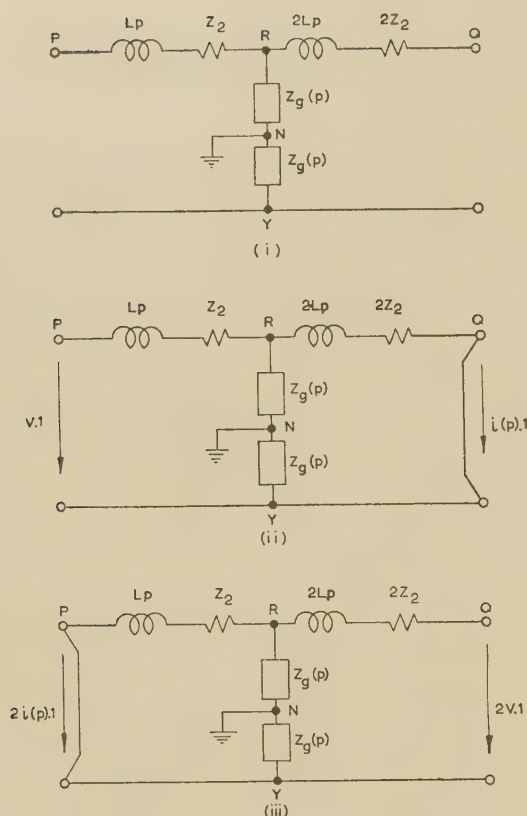 P Lp Z2 R 2Lp 2Z2 Q
Zg(p)
N
Zg(p)
Y
(i)
P Lp Z2 R 2Lp 2Z2 Q
Zg(p)
V.1 N i(p).1
Zg(p)
Y
(ii)
P Lp Z2 R 2Lp 2Z2 Q
Zg(p)
2i(p).1 N 2V.1
Zg(p)
Y
(iii)